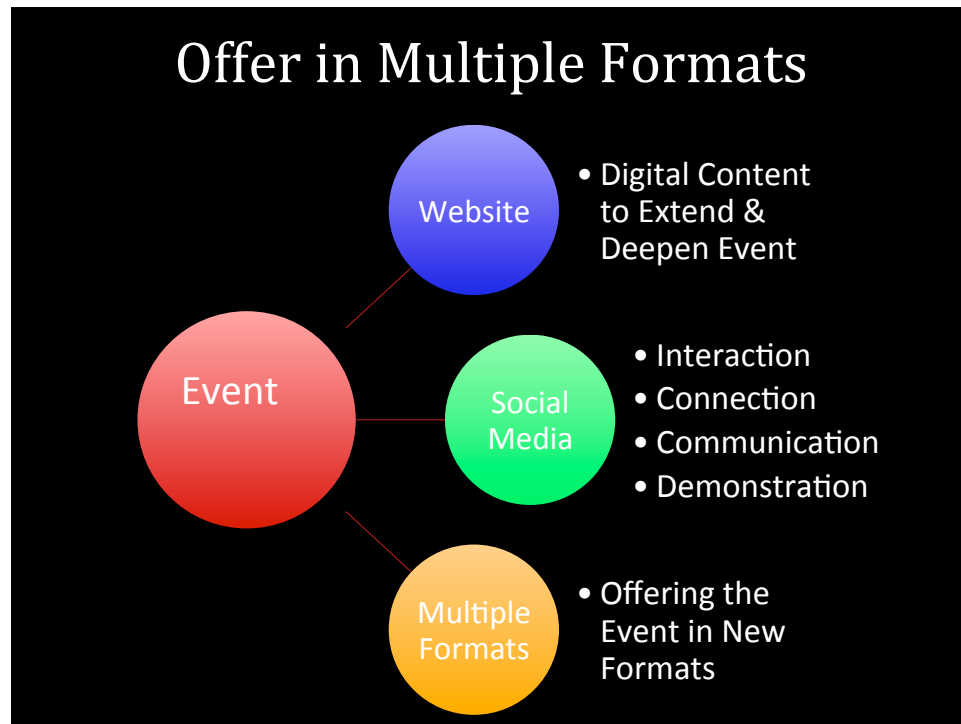 Offer in Multiple Formats
Website
• Digital Content
to Extend &
Deepen Event
Event
Social
Media
• Interaction
• Connection
• Communication
• Demonstration
Multiple
Formats
• Offering the
Event in New
Formats